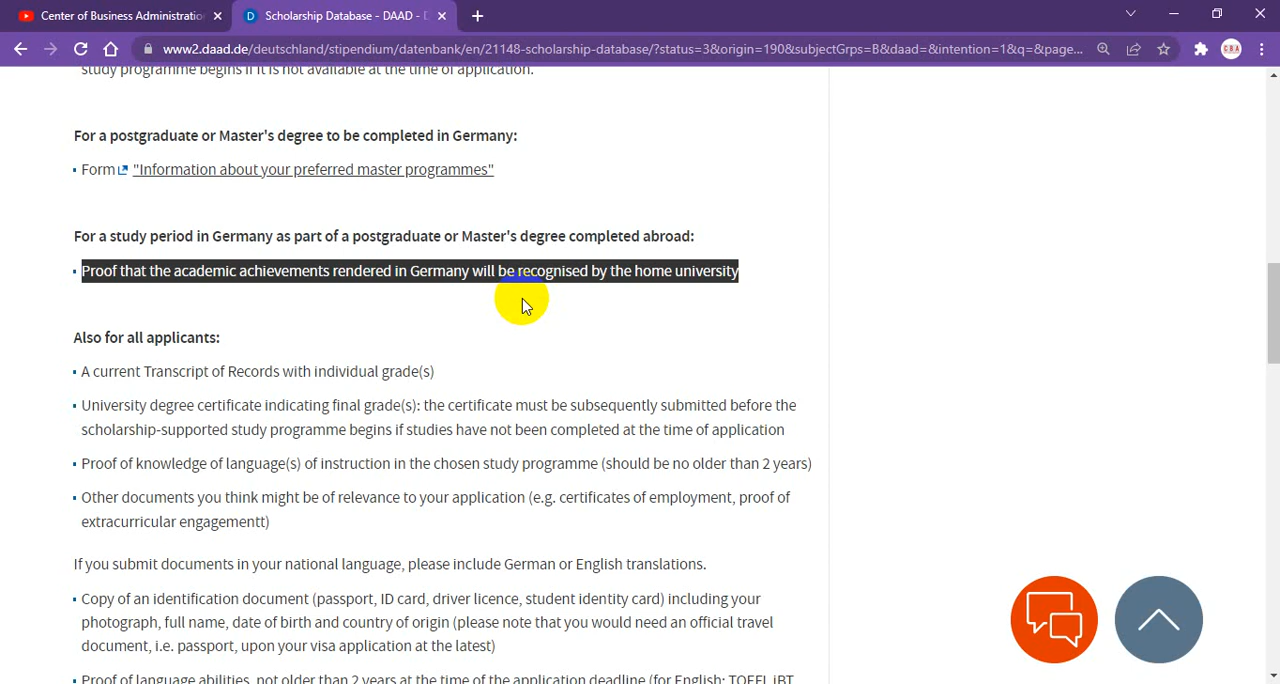 Center of Business Administratio
Scholarship Database - DAAD - D
www2.daad.de/deutschland/stipendium/datenbank/en/21148-scholarship-database/?status=3&origin=190&subjectGrps=B&daad=&intention=1&q=&page...
CBA
study programme begins if it is not available at the time of application.
For a postgraduate or Master's degree to be completed in Germany:
Form "Information about your preferred master programmes"
For a study period in Germany as part of a postgraduate or Master's degree completed abroad:
Proof that the academic achievements rendered in Germany will be recognised by the home university
Also for all applicants:
A current Transcript of Records with individual grade(s)
University degree certificate indicating final grade(s): the certificate must be subsequently submitted before the
scholarship-supported study programme begins if studies have not been completed at the time of application
Proof of knowledge of language(s) of instruction in the chosen study programme (should be no older than 2 years)
Other documents you think might be of relevance to your application (e.g. certificates of employment, proof of
extracurricular engagementt)
If you submit documents in your national language, please include German or English translations.
Copy of an identification document (passport, ID card, driver licence, student identity card) including your
photograph, full name, date of birth and country of origin (please note that you would need an official travel
document, i.e. passport, upon your visa application at the latest)
Proof of language abilities, not older than 2 years at the time of the application deadline (for English: TOEFL iBT